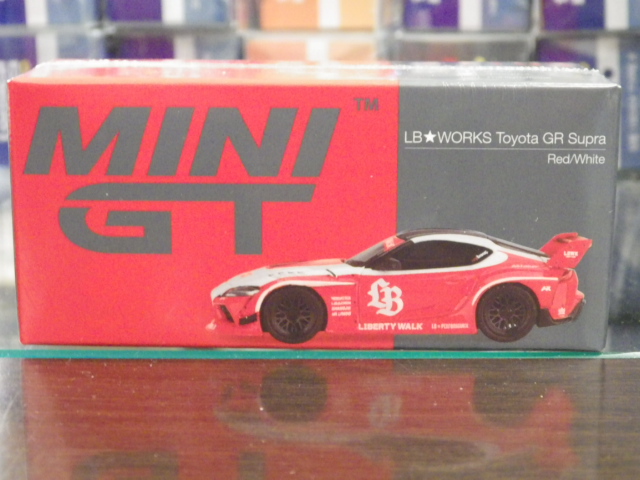 MINI
GT
™
LB★WORKS Toyota GR Supra
Red/White
LB
LIBERTY WALK